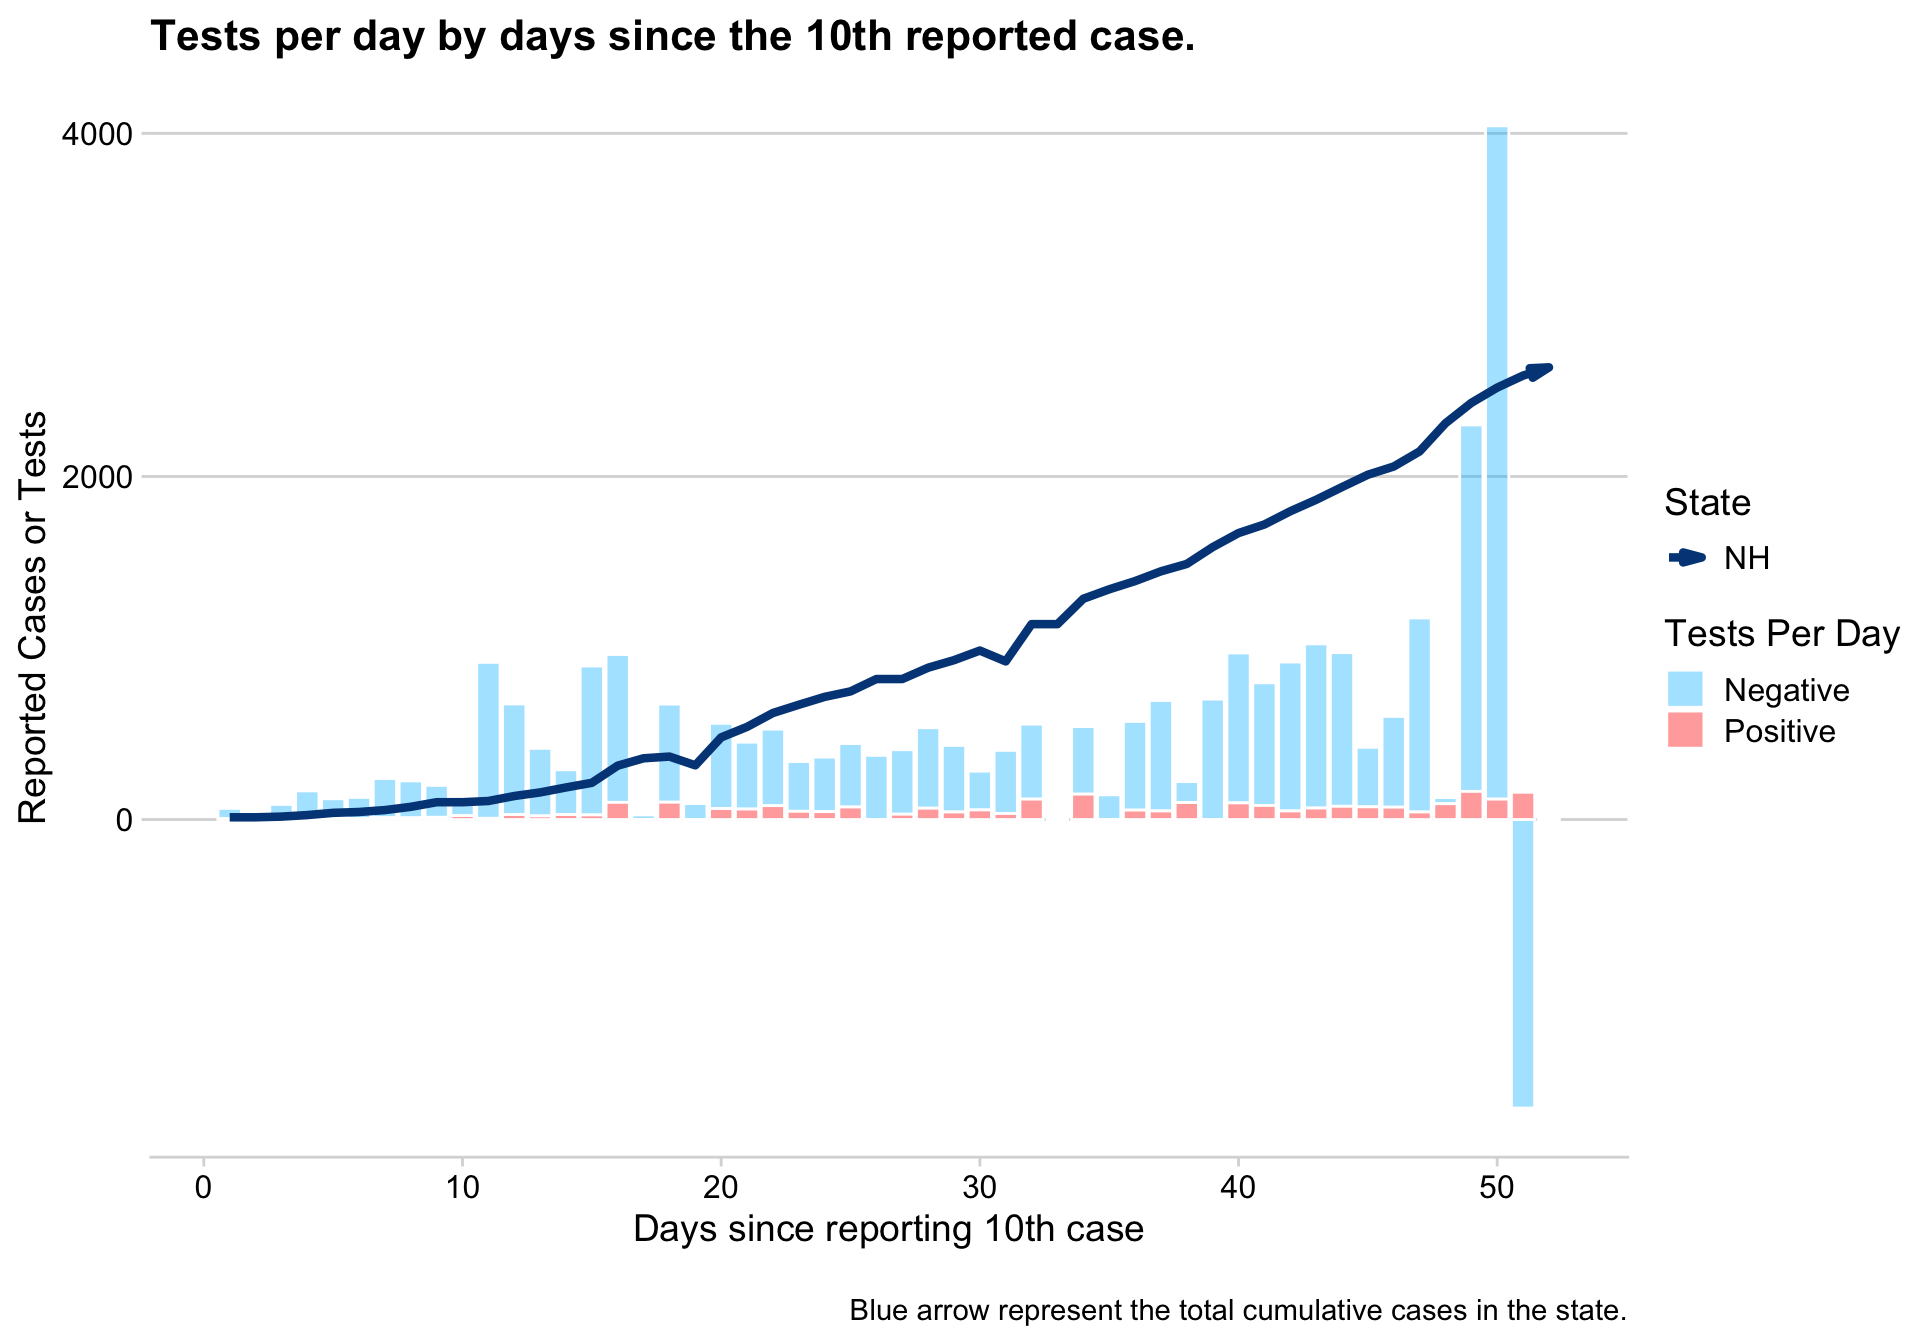 Tests per day by days since the 10th reported case.
4000
2000
0
Reported Cases or Tests
State
NH
Tests Per Day
Negative
Positive
0 10 20 30 40 50
Days since reporting 10th case
Blue arrow represent the total cumulative cases in the state.